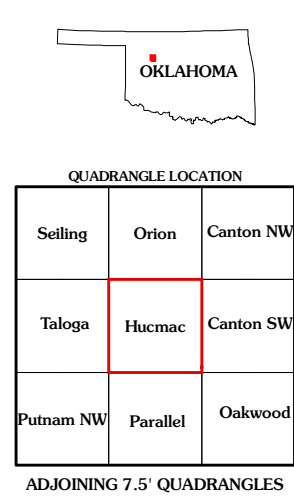 OKLAHOMA
QUADRANGLE LOCATION
Seiling Orion Canton NW
Taloga Hucmac Canton SW
Putnam NW Parallel Oakwood
ADJOINING 7.5' QUADRANGLES